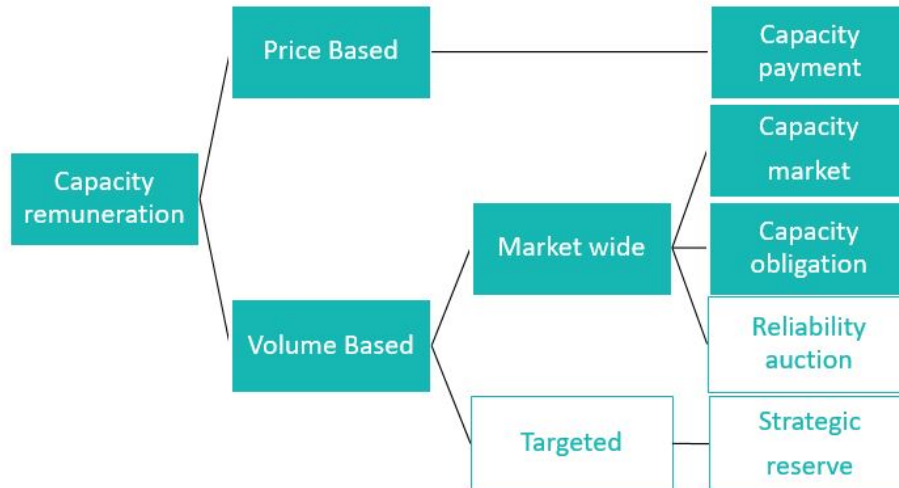 Price Based
Capacity
payment
Capacity
market
Capacity
remuneration
Market wide
Capacity
obligation
Volume Based
Reliability
auction
Targeted
Strategic
reserve